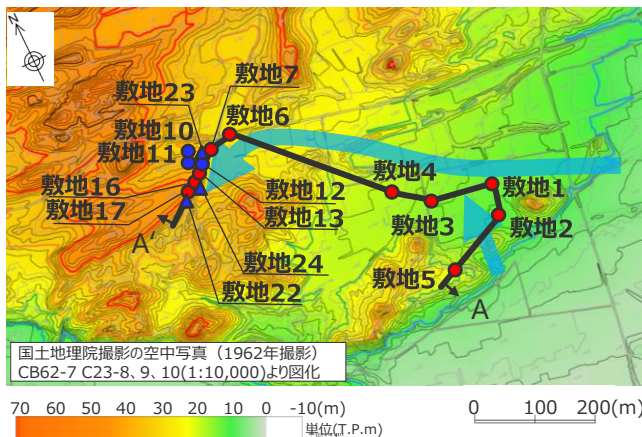 N
敷地7
敷地23
敷地10
敷地6
敷地11
敷地4
敷地16
敷地12
敷地1
敷地17
敷地13
敷地3
敷地2
A’
敷地24
敷地5
敷地22
A
国土地理院撮影の空中写真（1962年撮影）
CB62-7 C23-8、9、10(1:10,000)より図化
70 60 50 40 30 20 10 0 -10(m)
単位(T.P.m)
0 100 200(m)